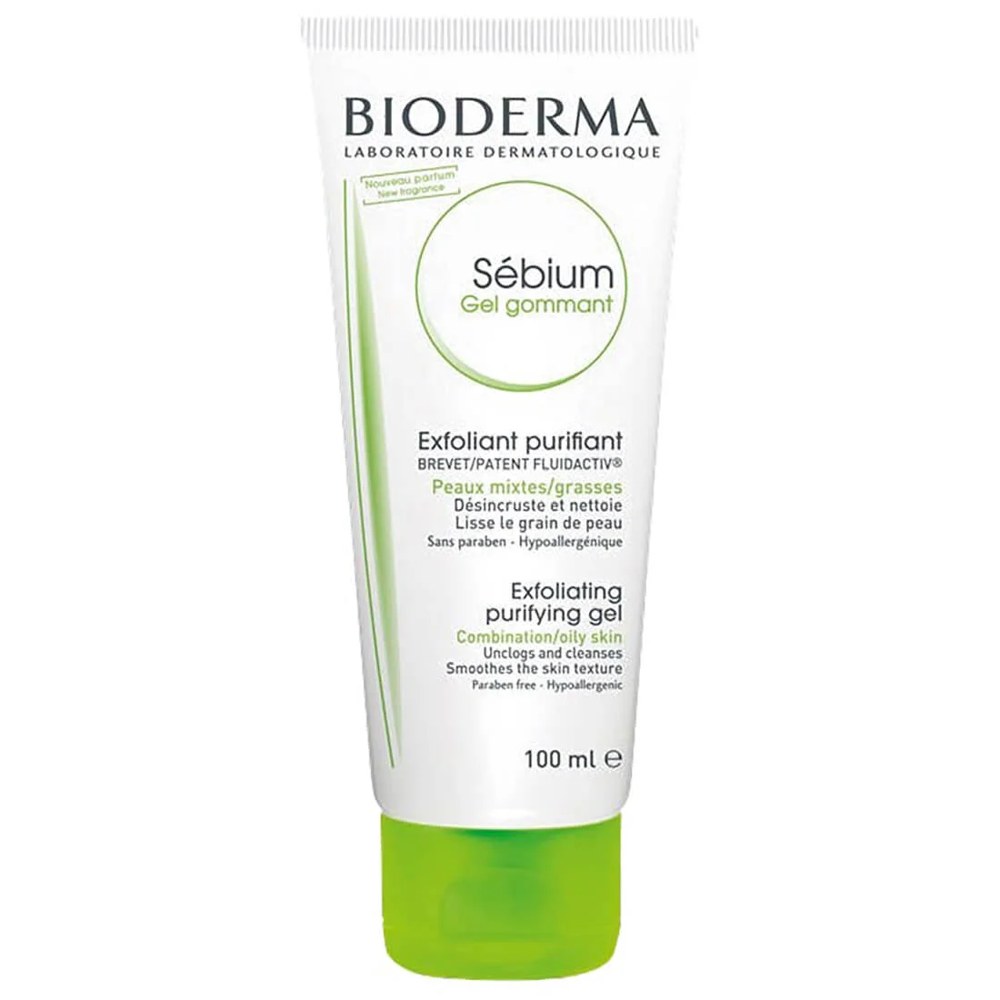 BIODERMA
LABORATOIRE DERMATOLOGIQUE
Nouveau parfum
New fragrance
Sébium
Gel gommant
Exfoliant purifiant
BREVET/PATENT FLUIDACTIV®
Peaux mixtes/grasses
Désincruste et nettoie
Lisse le grain de peau
Sans paraben - Hypoallergénique
Exfoliating
purifying gel
Combination/oily skin
Unclogs and cleanses
Smoothes the skin texture
Paraben free - Hypoallergenic
100 ml ℮